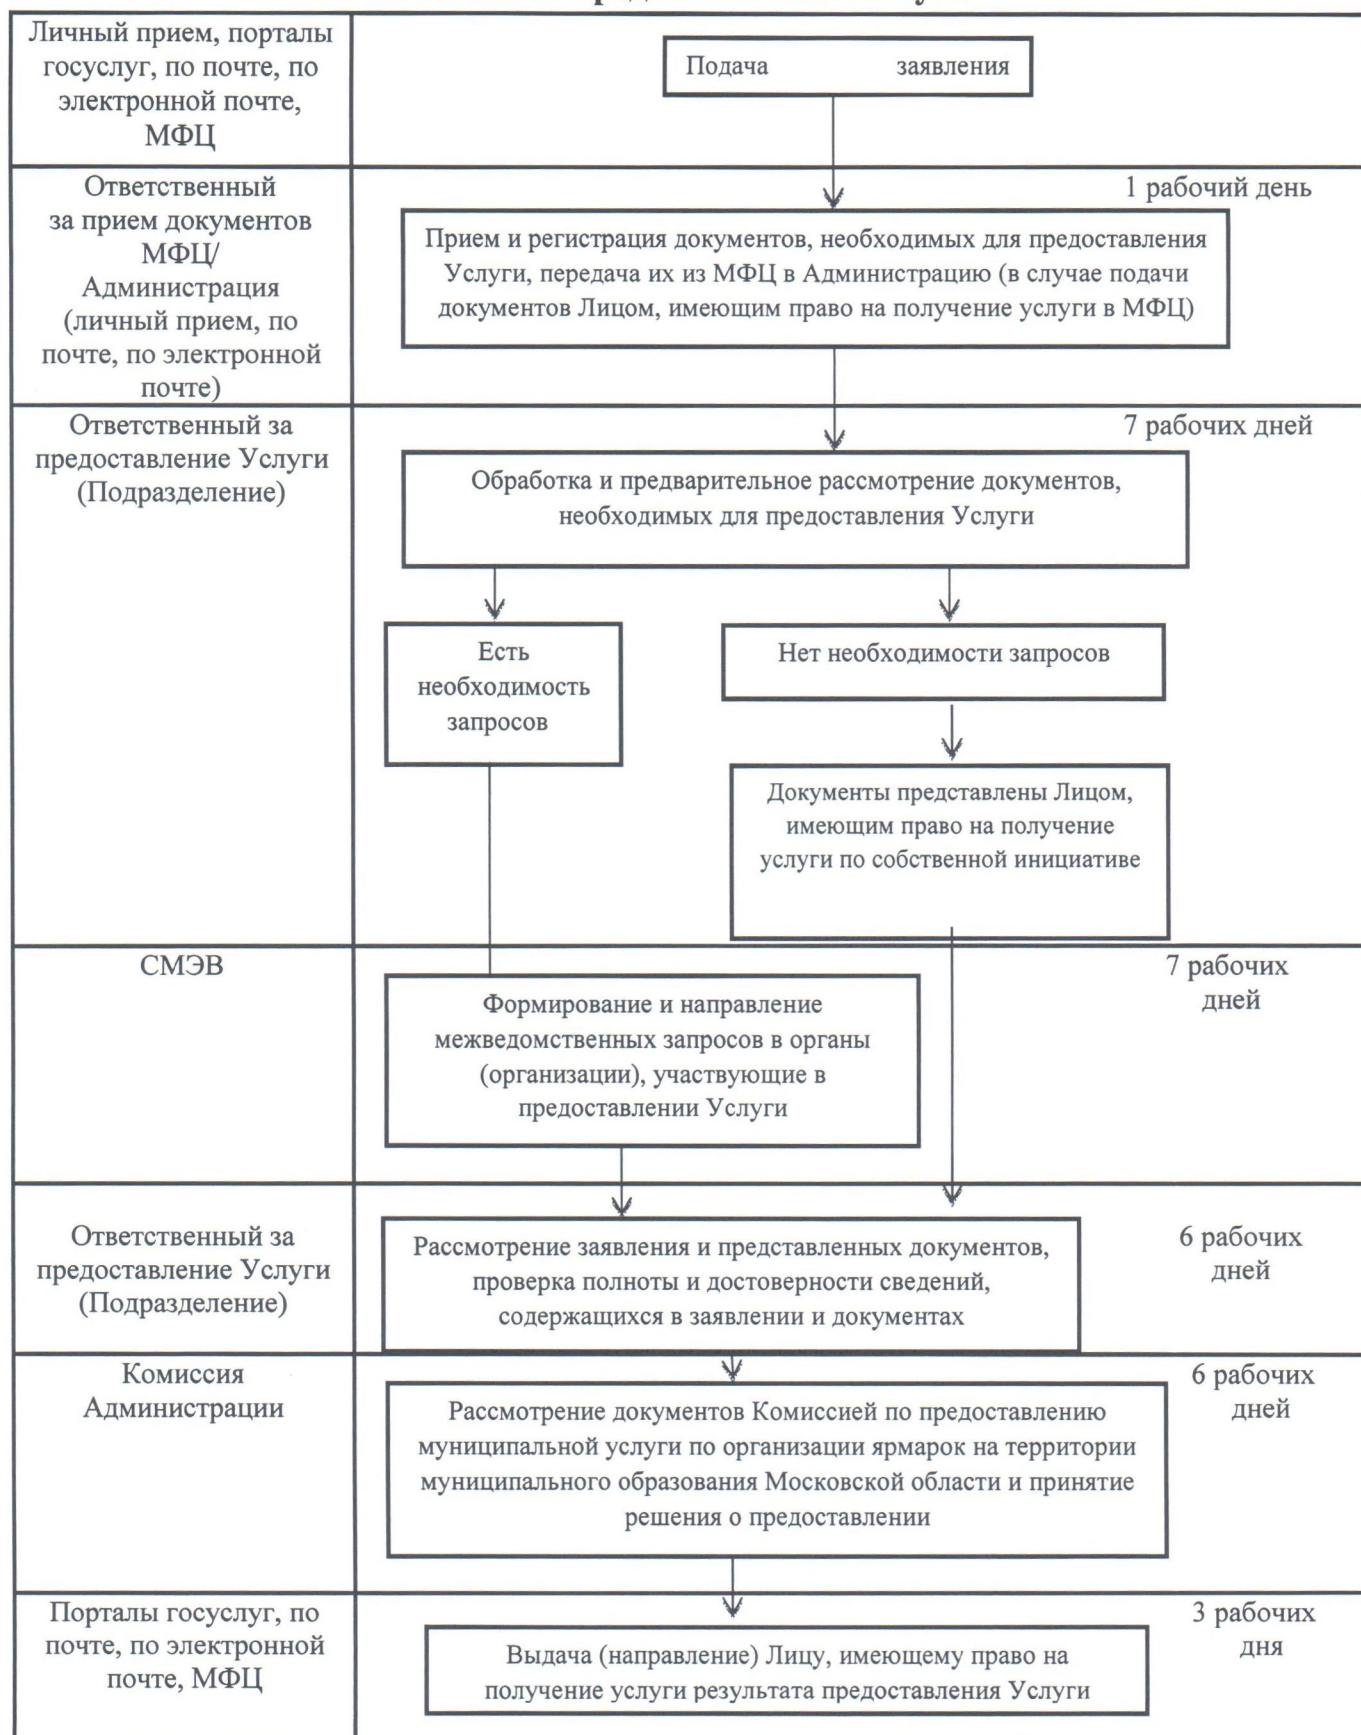 Личный прием, порталы
госуслуг, по почте, по
электронной почте,
МФЦ
Подача заявления
Ответственный
за прием документов
МФЦ/
Администрация
(личный прием, по
почте, по электронной
почте)
1 рабочий день
Прием и регистрация документов, необходимых для предоставления
Услуги, передача их из МФЦ в Администрацию (в случае подачи
документов Лицом, имеющим право на получение услуги в МФЦ)
Ответственный за
предоставление Услуги
(Подразделение)
7 рабочих дней
Обработка и предварительное рассмотрение документов,
необходимых для предоставления Услуги
Есть
необходимость
запросов
Нет необходимости запросов
Документы представлены Лицом,
имеющим право на получение
услуги по собственной инициативе
СМЭВ
7 рабочих
дней
Формирование и направление
межведомственных запросов в органы
(организации), участвующие в
предоставлении Услуги
Ответственный за
предоставление Услуги
(Подразделение)
6 рабочих
дней
Рассмотрение заявления и представленных документов,
проверка полноты и достоверности сведений,
содержащихся в заявлении и документах
Комиссия
Администрации
6 рабочих
дней
Рассмотрение документов Комиссией по предоставлению
муниципальной услуги по организации ярмарок на территории
муниципального образования Московской области и принятие
решения о предоставлении
Порталы госуслуг, по
почте, по электронной
почте, МФЦ
3 рабочих
дня
Выдача (направление) Лицу, имеющему право на
получение услуги результата предоставления Услуги